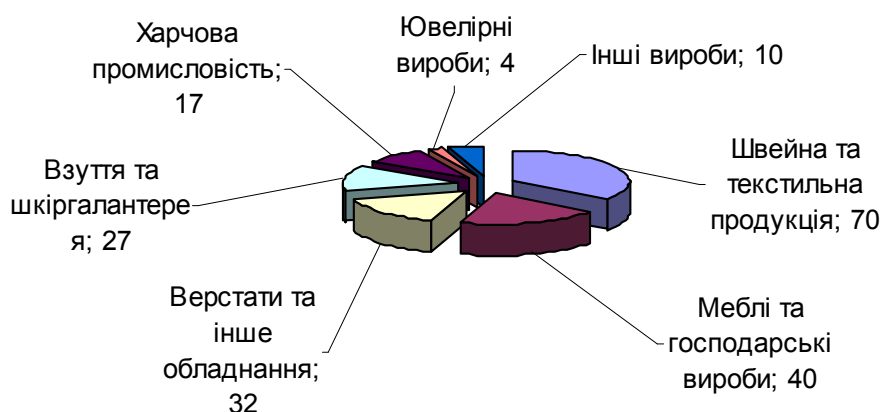 Харчова
промисловість;
17
Ювелірні
вироби; 4
Інші вироби; 10
Швейна та
текстильна
продукція; 70
Меблі та
господарські
вироби; 40
Верстати та
інше
обладнання;
32
Взуття та
шкіргалантере
я; 27